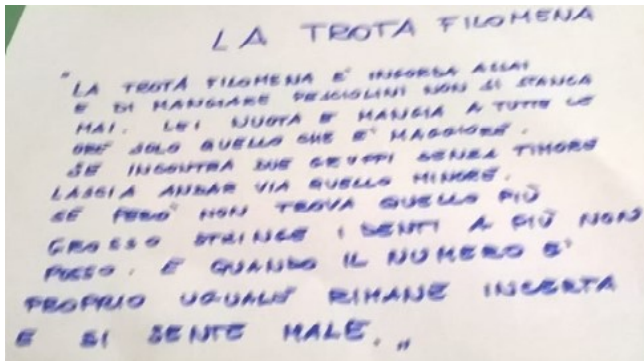 LA TROTA FILOMENA
"LA TROTA FILOMENA E' INGORDA ASSAI
E DI MANGIARE PESCIOLINI NON SI STANCA
MAI. LEI NUOTA E MANGIA A TUTTE LE
ORE SOLO QUELLO CHE E' MAGGIORE.
SE INCONTRA DUE GRUPPI SENZA TIMORE
LASCIA ANDAR VIA QUELLO MINORE.
SE PERO' NON TROVA QUELLO PIÙ
GROSSO STRINGE I DENTI A PIÙ NON
POSSO. E QUANDO IL NUMERO E'
PROPRIO UGUALE RIMANE INCERTA
E SI SENTE MALE."